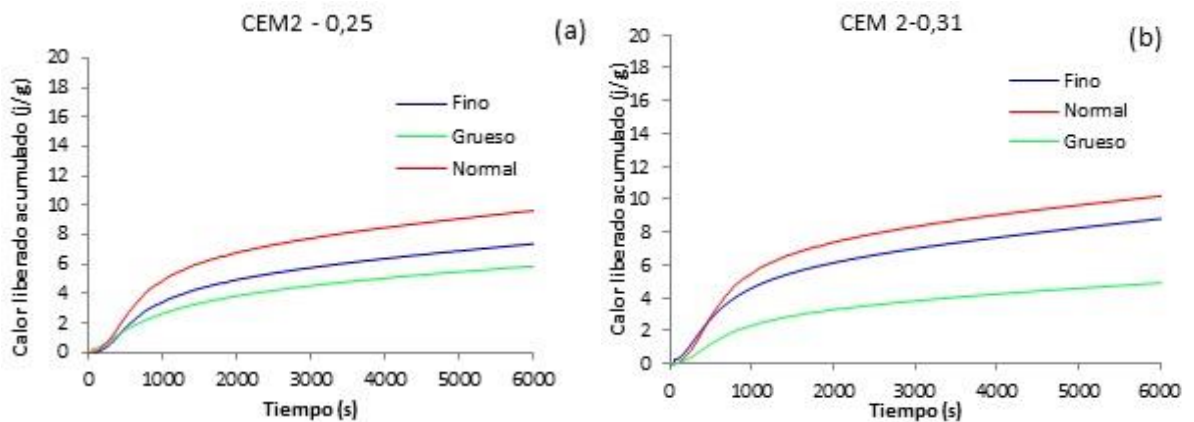 CEM2 - 0,25
(a)
Calor liberado acumulado (j/g)
20
18
16
14
12
10
8
6
4
2
0
Fino
Grueso
Normal
0 1000 2000 3000 4000 5000 6000
Tiempo (s)
CEM 2-0,31
(b)
Calor liberado acumulado (j/g)
20
18
16
14
12
10
8
6
4
2
0
Fino
Normal
Grueso
0 1000 2000 3000 4000 5000 6000
Tiempo (s)